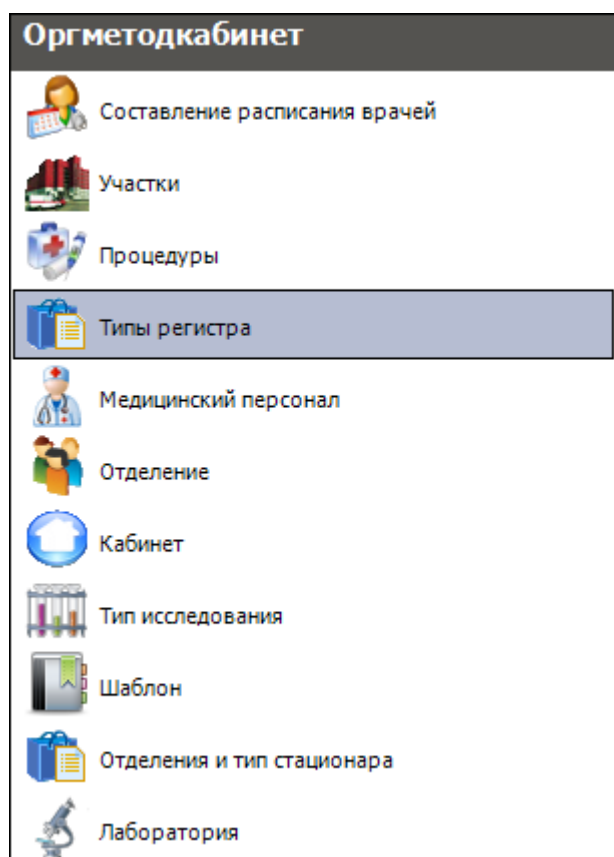 Оргметодкабинет
Составление расписания врачей
Участки
Процедуры
Типы регистра
Медицинский персонал
Отделение
Кабинет
Тип исследования
Шаблон
Отделения и тип стационара
Лаборатория